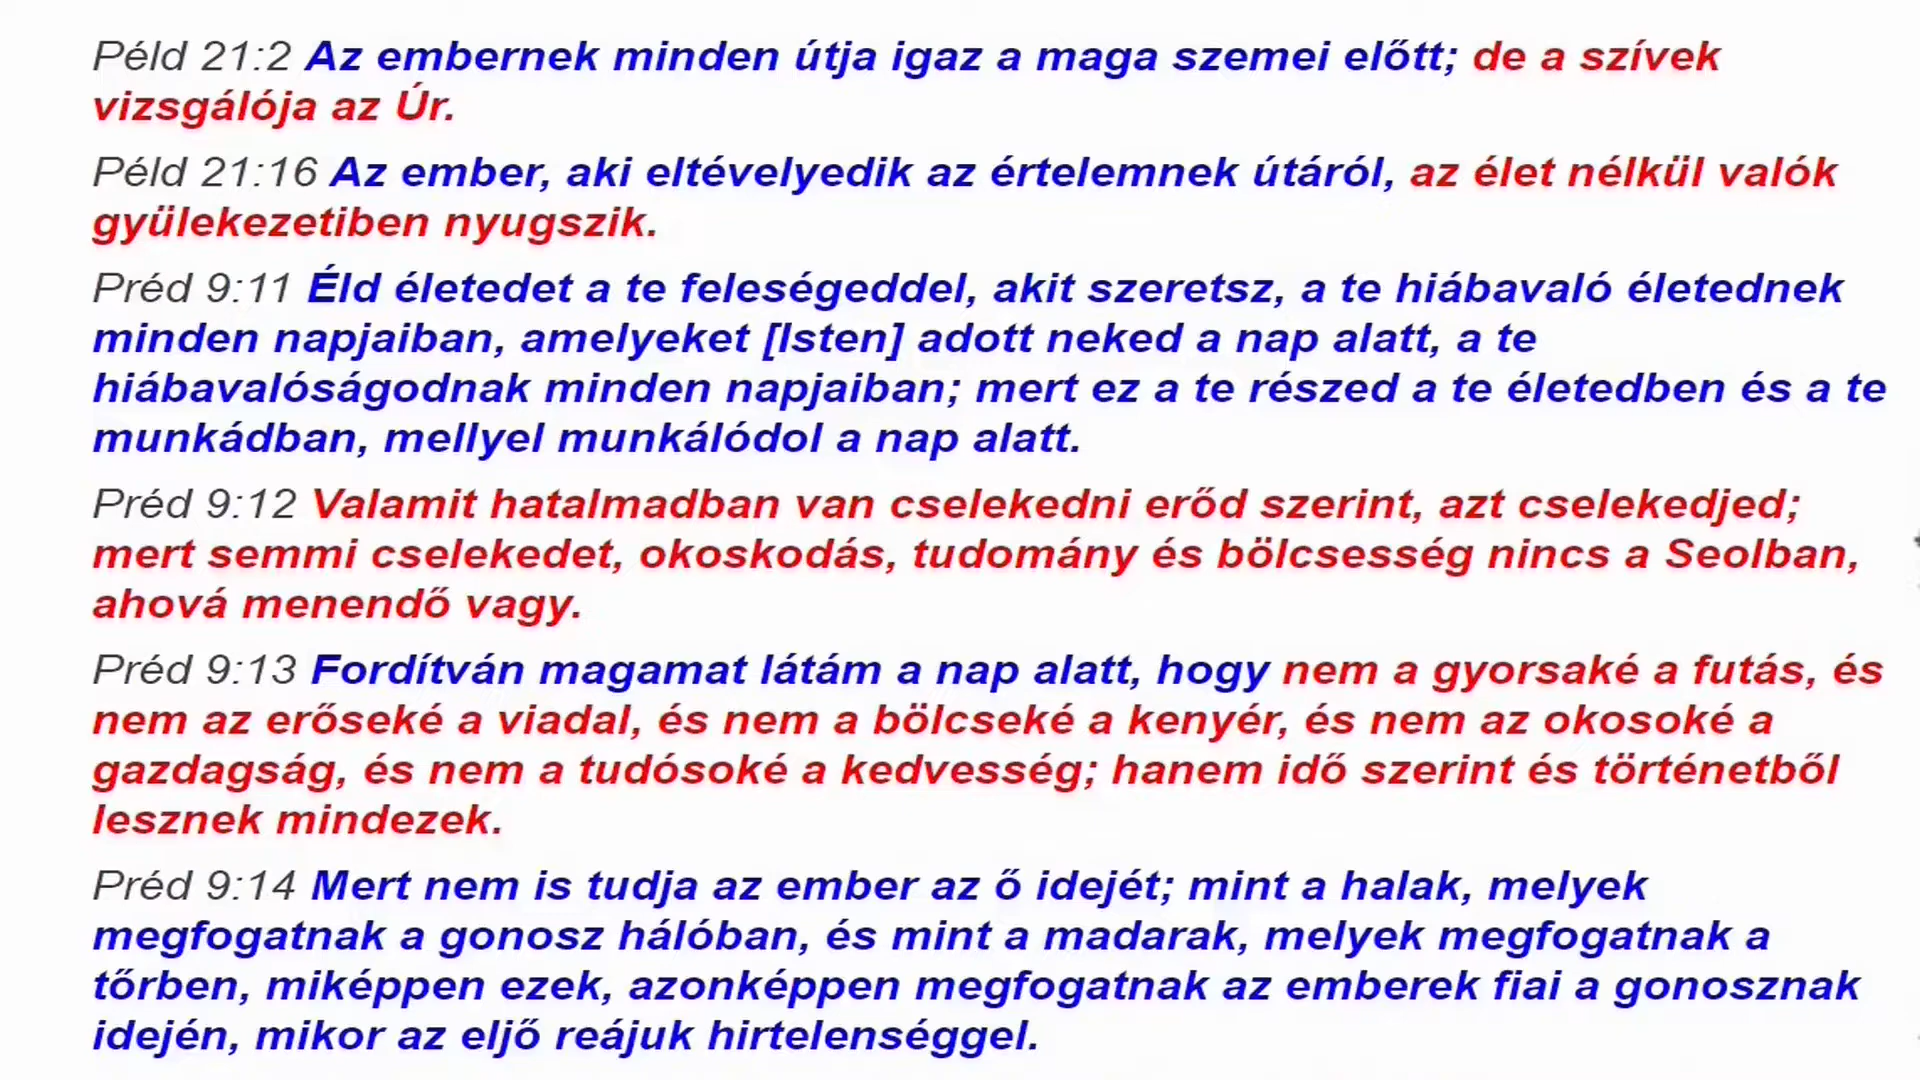 Péld 21:2 Az embernek minden útja igaz a maga szemei előtt; de a szívek
vizsgálója az Úr.
Péld 21:16 Az ember, aki eltévelyedik az értelemnek útáról, az élet nélkül valók
gyülekezetiben nyugszik.
Préd 9:11 Éld életedet a te feleségeddel, akit szeretsz, a te hiábavaló életednek
minden napjaiban, amelyeket [Isten] adott neked a nap alatt, a te
hiábavalóságodnak minden napjaiban; mert ez a te részed a te életedben és a te
munkádban, mellyel munkálódol a nap alatt.
Préd 9:12 Valamit hatalmadban van cselekedni erőd szerint, azt cselekedjed;
mert semmi cselekedet, okoskodás, tudomány és bölcsesség nincs a Seolban,
ahová menendő vagy.
Préd 9:13 Fordítván magamat látám a nap alatt, hogy nem a gyorsaké a futás, és
nem az erőseké a viadal, és nem a bölcseké a kenyér, és nem az okosoké a
gazdagság, és nem a tudósoké a kedvesség; hanem idő szerint és történetből
lesznek mindezek.
Préd 9:14 Mert nem is tudja az ember az ő idejét; mint a halak, melyek
megfogatnak a gonosz hálóban, és mint a madarak, melyek megfogatnak a
tőrben, miképpen ezek, azonképpen megfogatnak az emberek fiai a gonosznak
idején, mikor az eljő reájuk hirtelenséggel.